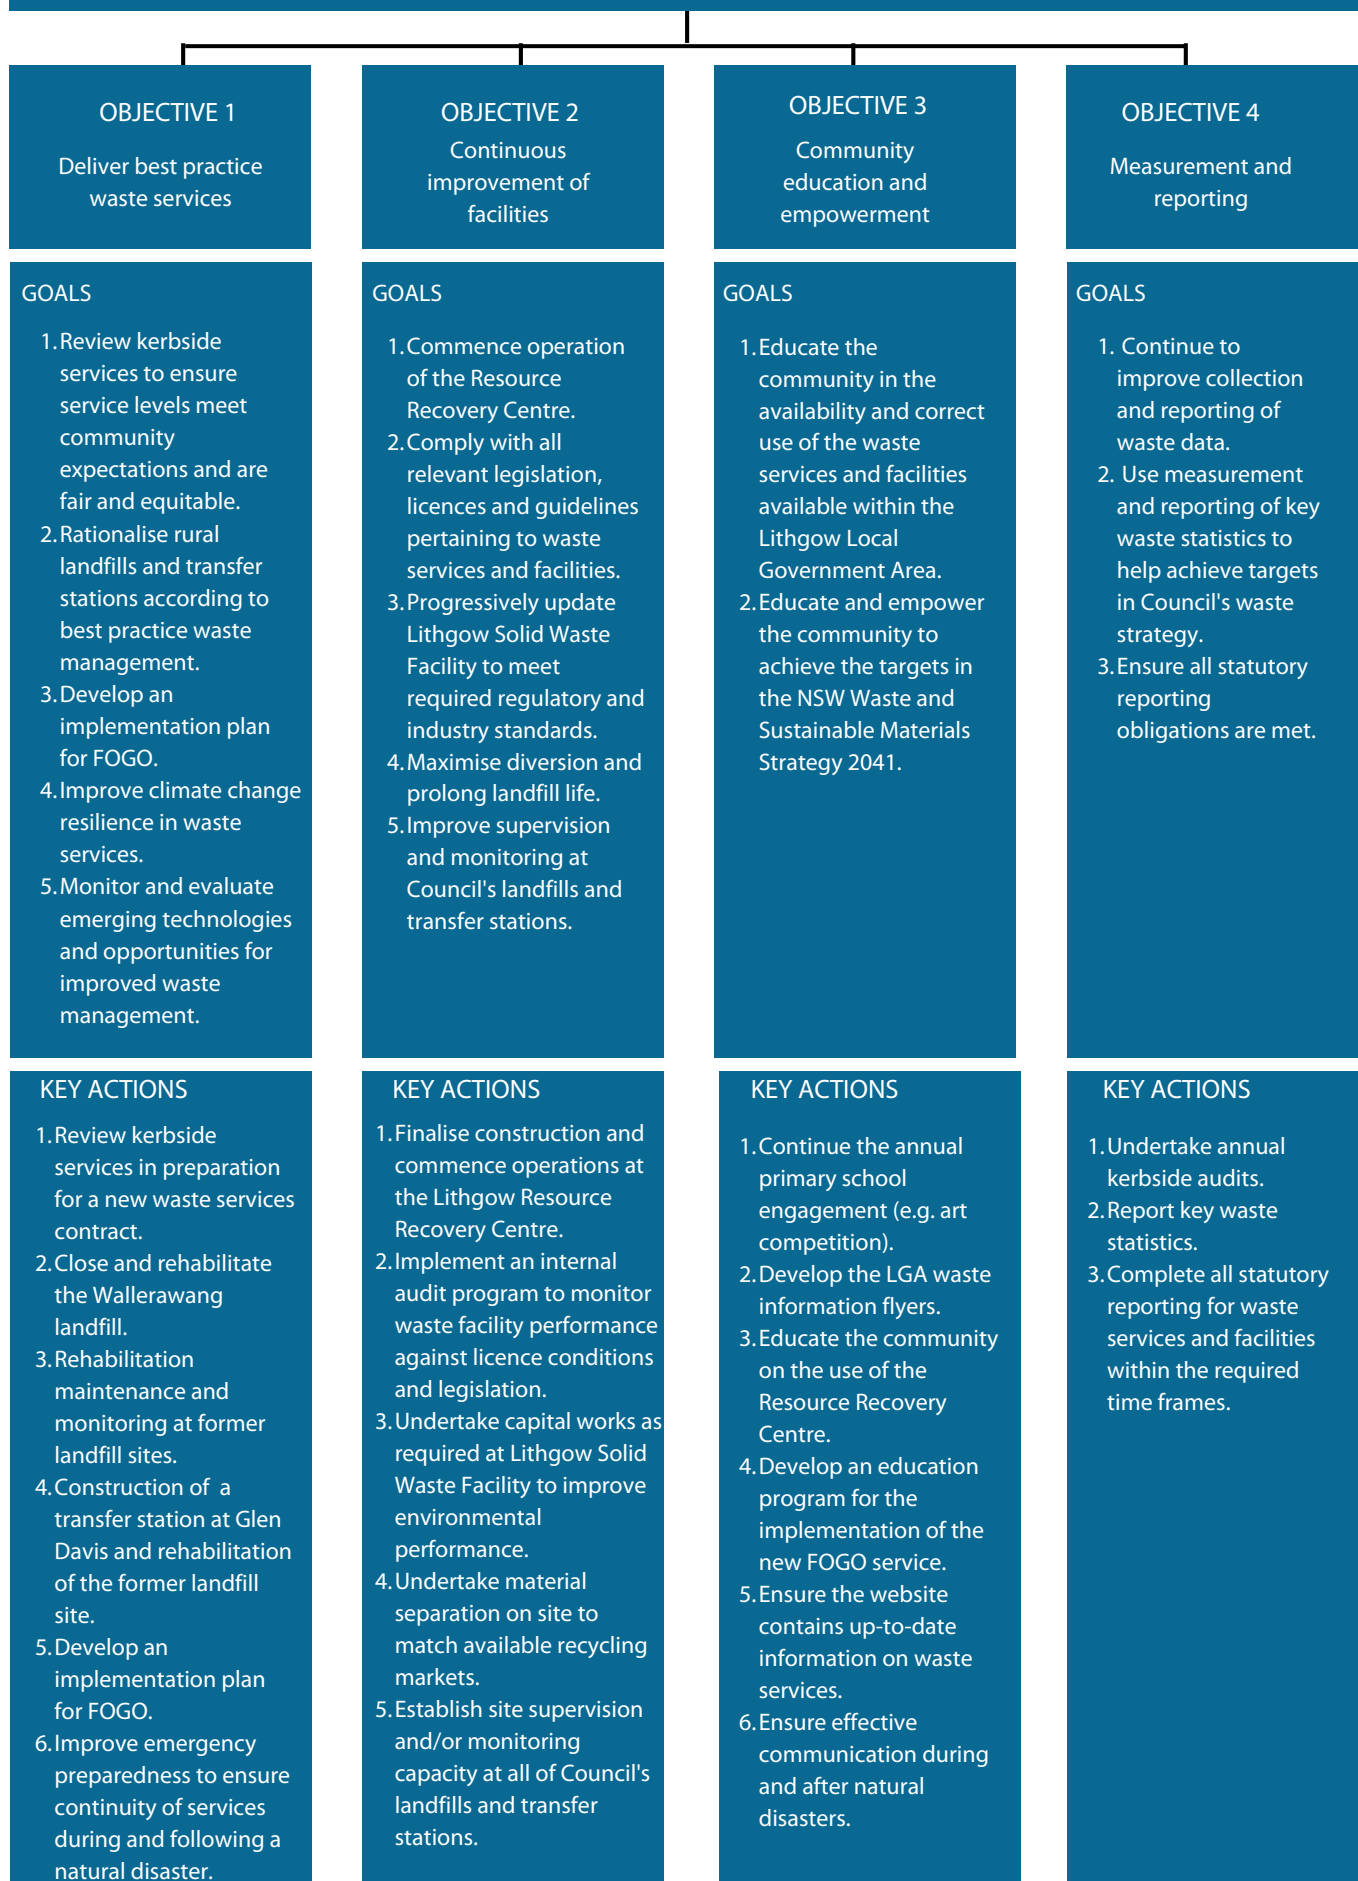 OBJECTIVE 1
Deliver best practice
waste services
OBJECTIVE 2
Continuous
improvement of
facilities
OBJECTIVE 3
Community
education and
empowerment
OBJECTIVE 4
Measurement and
reporting
GOALS
1. Review kerbside
services to ensure
service levels meet
community
expectations and are
fair and equitable.
2. Rationalise rural
landfills and transfer
stations according to
best practice waste
management.
3. Develop an
implementation plan
for FOGO.
4. Improve climate change
resilience in waste
services.
5. Monitor and evaluate
emerging technologies
and opportunities for
improved waste
management.
GOALS
1. Commence operation
of the Resource
Recovery Centre.
2. Comply with all
relevant legislation,
licences and guidelines
pertaining to waste
services and facilities.
3. Progressively update
Lithgow Solid Waste
Facility to meet
required regulatory and
industry standards.
4. Maximise diversion and
prolong landfill life.
5. Improve supervision
and monitoring at
Council's landfills and
transfer stations.
GOALS
1. Educate the
community in the
availability and correct
use of the waste
services and facilities
available within the
Lithgow Local
Government Area.
2. Educate and empower
the community to
achieve the targets in
the NSW Waste and
Sustainable Materials
Strategy 2041.
GOALS
1. Continue to
improve collection
and reporting of
waste data.
2. Use measurement
and reporting of key
waste statistics to
help achieve targets
in Council's waste
strategy.
3. Ensure all statutory
reporting
obligations are met.
KEY ACTIONS
1. Review kerbside
services in preparation
for a new waste services
contract.
2. Close and rehabilitate
the Wallerawang
landfill.
3. Rehabilitation
maintenance and
monitoring at former
landfill sites.
4. Construction of a
transfer station at Glen
Davis and rehabilitation
of the former landfill
site.
5. Develop an
implementation plan
for FOGO.
6. Improve emergency
preparedness to ensure
continuity of services
during and following a
natural disaster.
KEY ACTIONS
1. Finalise construction and
commence operations at
the Lithgow Resource
Recovery Centre.
2. Implement an internal
audit program to monitor
waste facility performance
against licence conditions
and legislation.
3. Undertake capital works as
required at Lithgow Solid
Waste Facility to improve
environmental
performance.
4. Undertake material
separation on site to
match available recycling
markets.
5. Establish site supervision
and/or monitoring
capacity at all of Council's
landfills and transfer
stations.
KEY ACTIONS
1. Continue the annual
primary school
engagement (e.g. art
competition).
2. Develop the LGA waste
information flyers.
3. Educate the community
on the use of the
Resource Recovery
Centre.
4. Develop an education
program for the
implementation of the
new FOGO service.
5. Ensure the website
contains up-to-date
information on waste
services.
6. Ensure effective
communication during
and after natural
disasters.
KEY ACTIONS
1. Undertake annual
kerbside audits.
2. Report key waste
statistics.
3. Complete all statutory
reporting for waste
services and facilities
within the required
time frames.